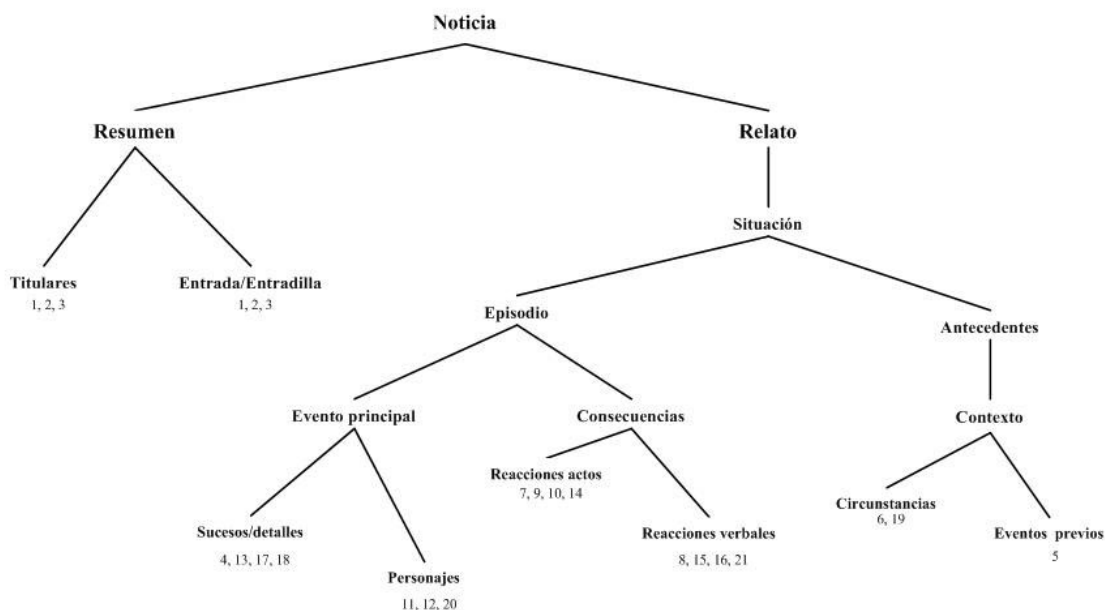 Noticia
Resumen
Relato
Situación
Titulares
1, 2, 3
Entrada/Entradilla
1, 2, 3
Episodio
Antecedentes
Evento principal
Consecuencias
Contexto
Reacciones actos
7, 9, 10, 14
Circunstancias
6, 19
Sucesos/detalles
4, 13, 17, 18
Reacciones verbales
8, 15, 16, 21
Eventos previos
5
Personajes
11, 12, 20